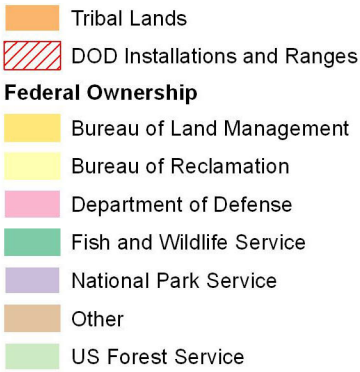 Tribal Lands
DOD Installations and Ranges
Federal Ownership
Bureau of Land Management
Bureau of Reclamation
Department of Defense
Fish and Wildlife Service
National Park Service
Other
US Forest Service